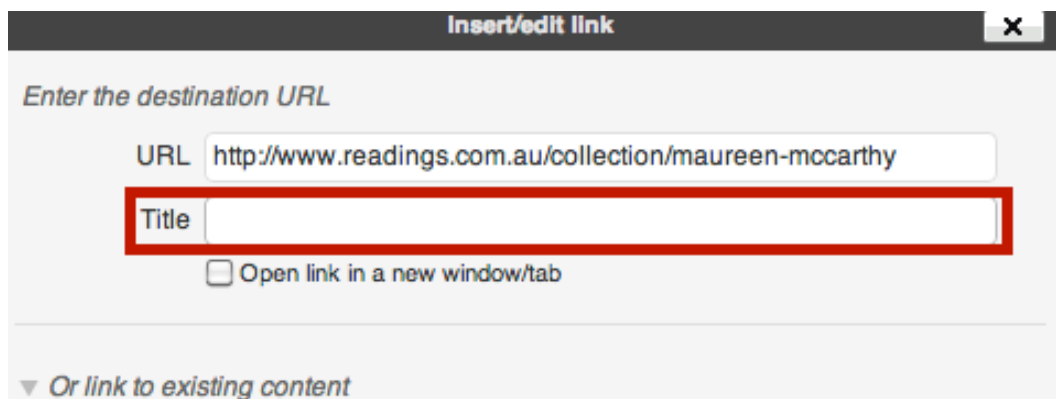 Insert/edit link
Enter the destination URL
URL http://www.readings.com.au/collection/maureen-mccarthy
Title
Open link in a new window/tab
Or link to existing content